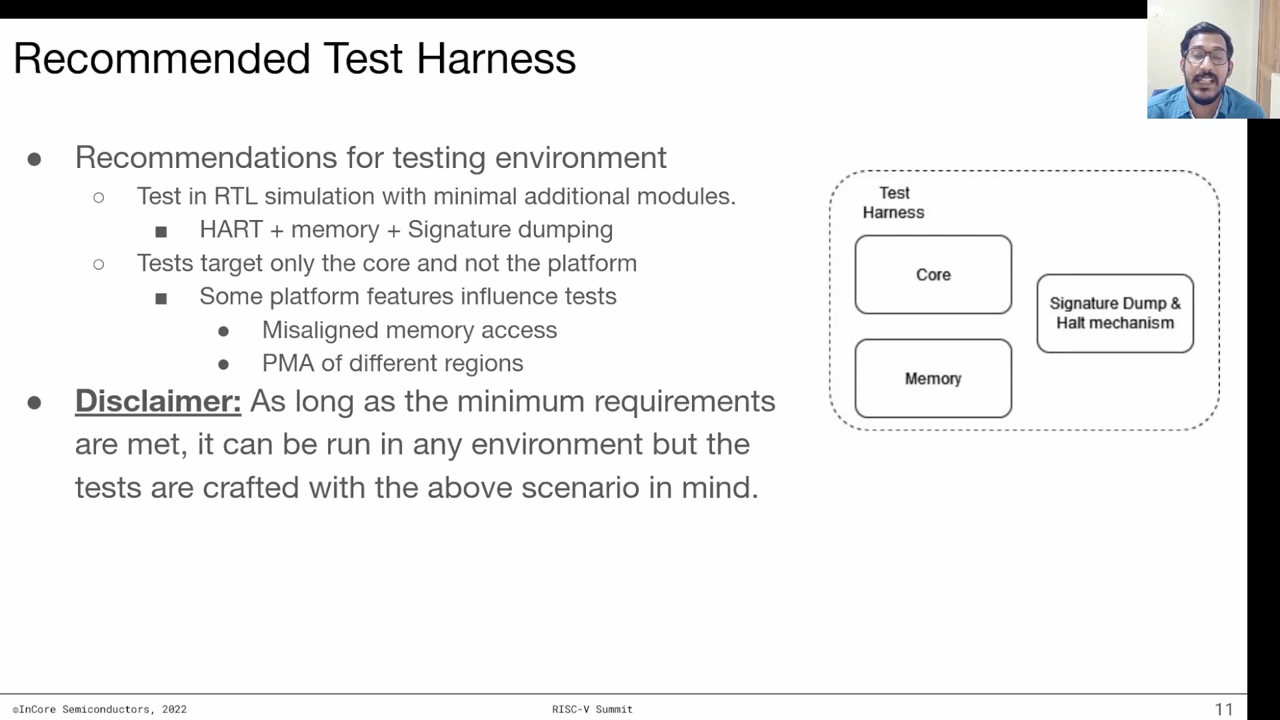 Recommended Test Harness
● Recommendations for testing environment
○ Test in RTL simulation with minimal additional modules.
■ HART + memory + Signature dumping
○ Tests target only the core and not the platform
■ Some platform features influence tests
● Misaligned memory access
● PMA of different regions
● Disclaimer: As long as the minimum requirements
are met, it can be run in any environment but the
tests are crafted with the above scenario in mind.
Test
Harness
Core
Signature Dump &
Halt mechanism
Memory
©InCore Semiconductors, 2022
RISC-V Summit
11